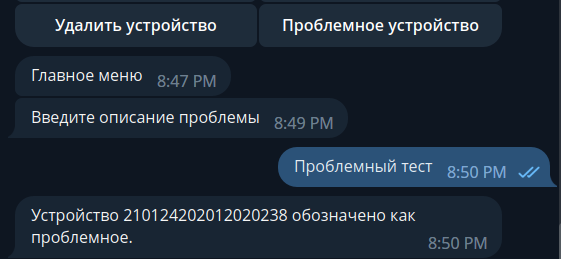 Удалить устройство Проблемное устройство
Главное меню 8:47 PM
Введите описание проблемы 8:49 PM
Проблемный тест 8:50 PM
Устройство 210124202012020238 обозначено как
проблемное. 8:50 PM